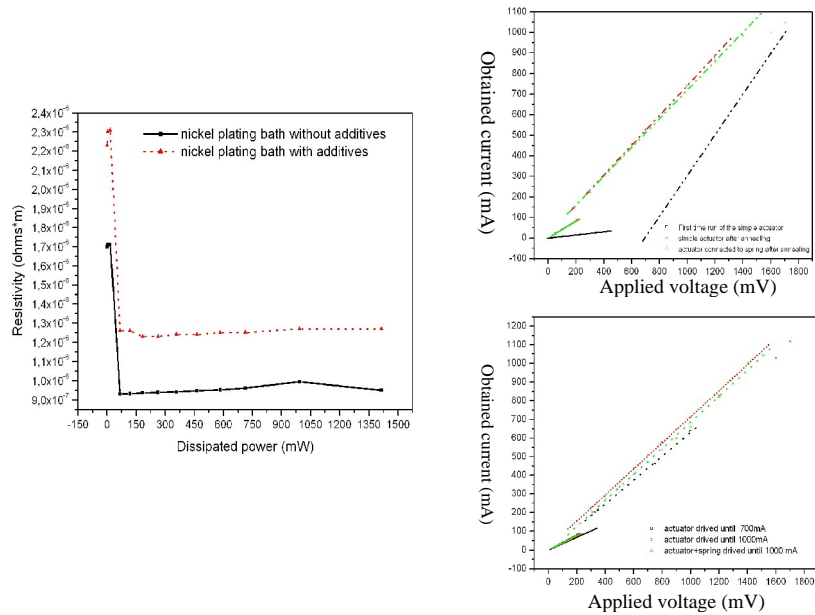 2,4x10⁻⁶
2,3x10⁻⁶
2,2x10⁻⁶
2,1x10⁻⁶
2,0x10⁻⁶
1,9x10⁻⁶
1,8x10⁻⁶
1,7x10⁻⁶
1,6x10⁻⁶
1,5x10⁻⁶
1,4x10⁻⁶
1,3x10⁻⁶
1,2x10⁻⁶
1,1x10⁻⁶
1,0x10⁻⁶
9,0x10⁻⁷
Resistivity (ohms*m)
nickel plating bath without additives
nickel plating bath with additives
-150 0 150 300 450 600 750 900 1050 1200 1350 1500
Dissipated power (mW)
1100
1000
900
800
700
600
500
400
300
200
100
0
-100
Obtained current (mA)
First time run of the simple actuator
simple actuator after annealing
actuator connected to spring after annealing
0 200 400 600 800 1000 1200 1400 1600 1800
Applied voltage (mV)
1100
1000
900
800
700
600
500
400
300
200
100
0
-100
Obtained current (mA)
actuator drived until 700mA
actuator drived until 1000mA
actuator+spring drived until 1000 mA
0 200 400 600 800 1000 1200 1400 1600 1800
Applied voltage (mV)